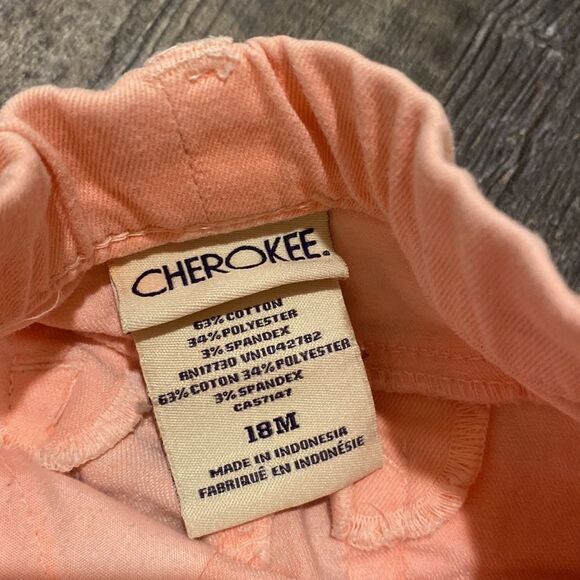 CHEROKEE.
63% COTTON
34% POLYESTER
3% SPANDEX
RN17730 VN1042782
63% COTON 34% POLYESTER
3% SPANDEX
CA57147
18M
MADE IN INDONESIA
FABRIQUÉ EN INDONÉSIE